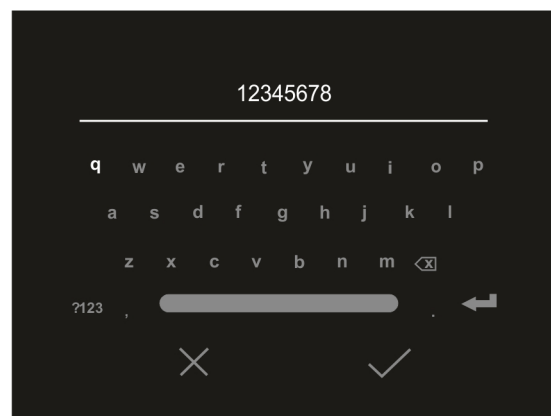 12345678
q w e r t y u i o p
a s d f g h j k l
z x c v b n m
?123 , .